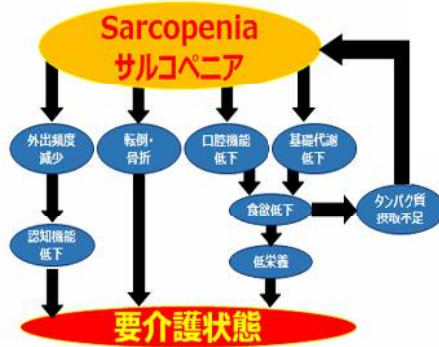 Sarcopenia
サルコペニア
外出頻度
減少
転倒・
骨折
口腔機能
低下
基礎代謝
低下
食欲低下
タンパク質
摂取不足
認知機能
低下
低栄養
要介護状態